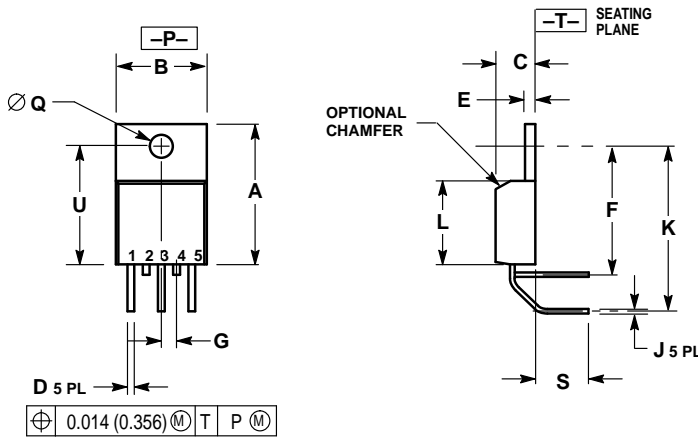 –P–
B
∅ Q
U
A
1 2 3 4 5
G
D 5 PL
⌖ 0.014 (0.356) Ⓜ T P Ⓜ
–T– SEATING PLANE
C
E
OPTIONAL CHAMFER
L
F
K
J 5 PL
S